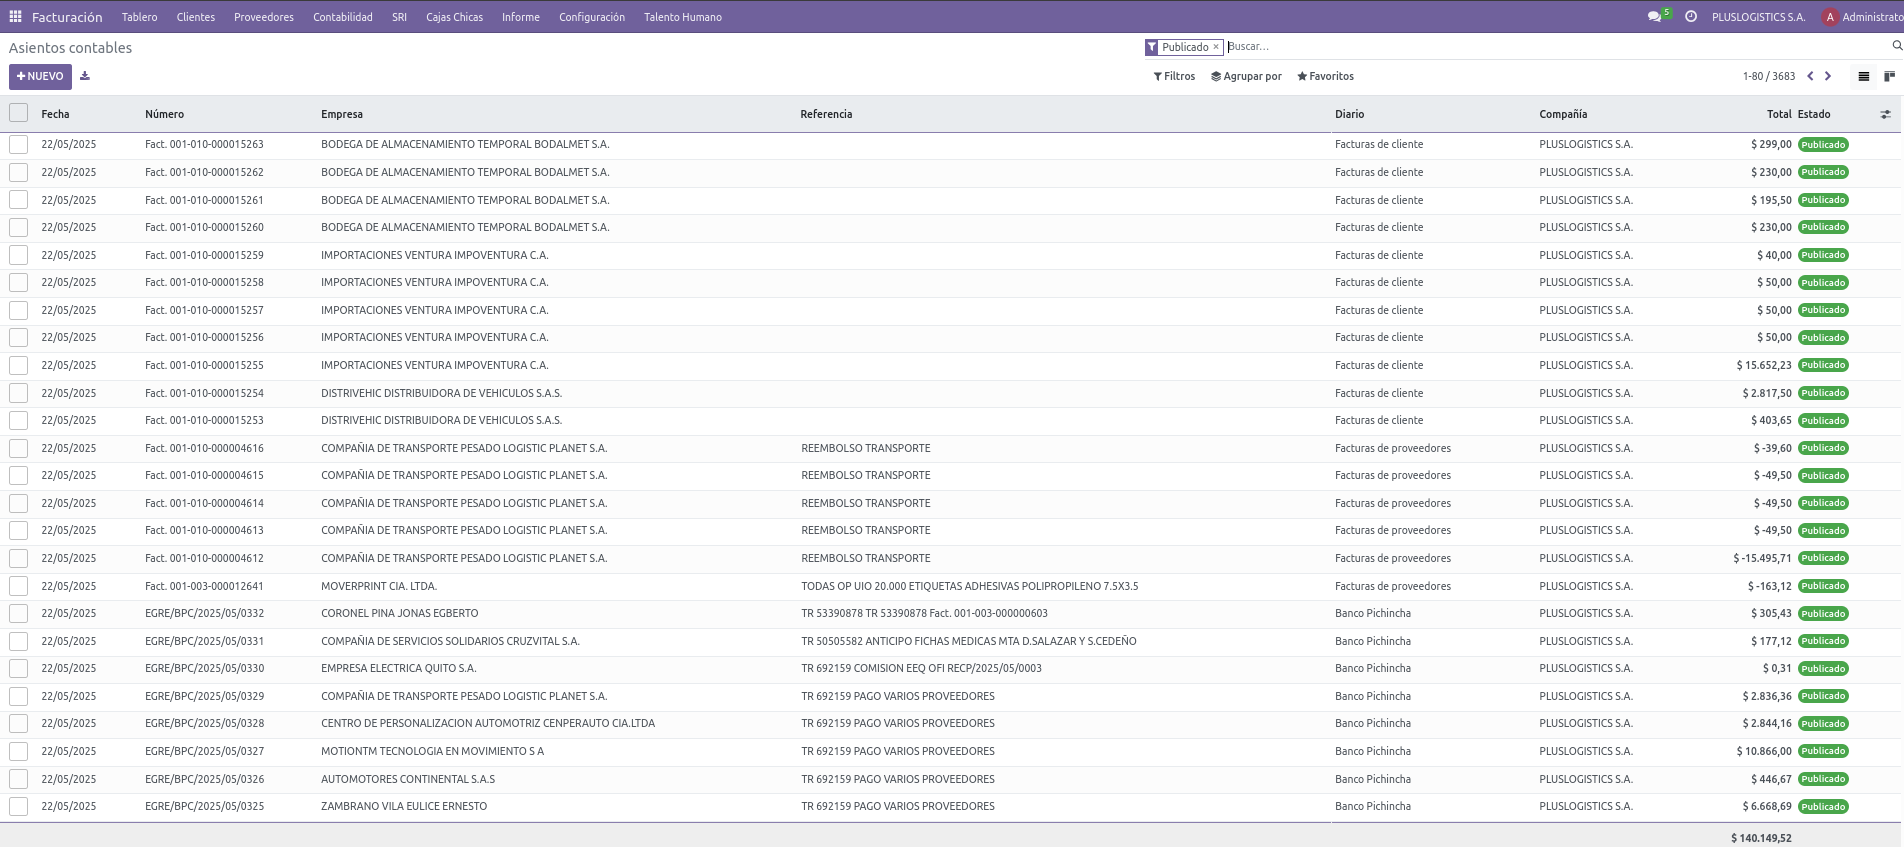 Facturación Tablero Clientes Proveedores Contabilidad SRI Cajas Chicas Informe Configuración Talento Humano 5 PLUSLOGISTICS S.A. A Administrato
Asientos contables Publicado × Buscar...
+ NUEVO Filtros Agrupar por Favoritos 1-80 / 3683
Fecha Número Empresa Referencia Diario Compañía Total Estado
22/05/2025 Fact. 001-010-000015263 BODEGA DE ALMACENAMIENTO TEMPORAL BODALMET S.A. Facturas de cliente PLUSLOGISTICS S.A. $ 299,00 Publicado
22/05/2025 Fact. 001-010-000015262 BODEGA DE ALMACENAMIENTO TEMPORAL BODALMET S.A. Facturas de cliente PLUSLOGISTICS S.A. $ 230,00 Publicado
22/05/2025 Fact. 001-010-000015261 BODEGA DE ALMACENAMIENTO TEMPORAL BODALMET S.A. Facturas de cliente PLUSLOGISTICS S.A. $ 195,50 Publicado
22/05/2025 Fact. 001-010-000015260 BODEGA DE ALMACENAMIENTO TEMPORAL BODALMET S.A. Facturas de cliente PLUSLOGISTICS S.A. $ 230,00 Publicado
22/05/2025 Fact. 001-010-000015259 IMPORTACIONES VENTURA IMPOVENTURA C.A. Facturas de cliente PLUSLOGISTICS S.A. $ 40,00 Publicado
22/05/2025 Fact. 001-010-000015258 IMPORTACIONES VENTURA IMPOVENTURA C.A. Facturas de cliente PLUSLOGISTICS S.A. $ 50,00 Publicado
22/05/2025 Fact. 001-010-000015257 IMPORTACIONES VENTURA IMPOVENTURA C.A. Facturas de cliente PLUSLOGISTICS S.A. $ 50,00 Publicado
22/05/2025 Fact. 001-010-000015256 IMPORTACIONES VENTURA IMPOVENTURA C.A. Facturas de cliente PLUSLOGISTICS S.A. $ 50,00 Publicado
22/05/2025 Fact. 001-010-000015255 IMPORTACIONES VENTURA IMPOVENTURA C.A. Facturas de cliente PLUSLOGISTICS S.A. $ 15.652,23 Publicado
22/05/2025 Fact. 001-010-000015254 DISTRIVEHIC DISTRIBUIDORA DE VEHICULOS S.A.S. Facturas de cliente PLUSLOGISTICS S.A. $ 2.817,50 Publicado
22/05/2025 Fact. 001-010-000015253 DISTRIVEHIC DISTRIBUIDORA DE VEHICULOS S.A.S. Facturas de cliente PLUSLOGISTICS S.A. $ 403,65 Publicado
22/05/2025 Fact. 001-010-000004616 COMPAÑIA DE TRANSPORTE PESADO LOGISTIC PLANET S.A. REEMBOLSO TRANSPORTE Facturas de proveedores PLUSLOGISTICS S.A. $ -39,60 Publicado
22/05/2025 Fact. 001-010-000004615 COMPAÑIA DE TRANSPORTE PESADO LOGISTIC PLANET S.A. REEMBOLSO TRANSPORTE Facturas de proveedores PLUSLOGISTICS S.A. $ -49,50 Publicado
22/05/2025 Fact. 001-010-000004614 COMPAÑIA DE TRANSPORTE PESADO LOGISTIC PLANET S.A. REEMBOLSO TRANSPORTE Facturas de proveedores PLUSLOGISTICS S.A. $ -49,50 Publicado
22/05/2025 Fact. 001-010-000004613 COMPAÑIA DE TRANSPORTE PESADO LOGISTIC PLANET S.A. REEMBOLSO TRANSPORTE Facturas de proveedores PLUSLOGISTICS S.A. $ -49,50 Publicado
22/05/2025 Fact. 001-010-000004612 COMPAÑIA DE TRANSPORTE PESADO LOGISTIC PLANET S.A. REEMBOLSO TRANSPORTE Facturas de proveedores PLUSLOGISTICS S.A. $ -15.495,71 Publicado
22/05/2025 Fact. 001-003-000012641 MOVERPRINT CIA. LTDA. TODAS OP UIO 20.000 ETIQUETAS ADHESIVAS POLIPROPILENO 7.5X3.5 Facturas de proveedores PLUSLOGISTICS S.A. $ -163,12 Publicado
22/05/2025 EGRE/BPC/2025/05/0332 CORONEL PINA JONAS EGBERTO TR 53390878 TR 53390878 Fact. 001-003-000000603 Banco Pichincha PLUSLOGISTICS S.A. $ 305,43 Publicado
22/05/2025 EGRE/BPC/2025/05/0331 COMPAÑIA DE SERVICIOS SOLIDARIOS CRUZVITAL S.A. TR 50505582 ANTICIPO FICHAS MEDICAS MTA D.SALAZAR Y S.CEDEÑO Banco Pichincha PLUSLOGISTICS S.A. $ 177,12 Publicado
22/05/2025 EGRE/BPC/2025/05/0330 EMPRESA ELECTRICA QUITO S.A. TR 692159 COMISION EEQ OFI RECP/2025/05/0003 Banco Pichincha PLUSLOGISTICS S.A. $ 0,31 Publicado
22/05/2025 EGRE/BPC/2025/05/0329 COMPAÑIA DE TRANSPORTE PESADO LOGISTIC PLANET S.A. TR 692159 PAGO VARIOS PROVEEDORES Banco Pichincha PLUSLOGISTICS S.A. $ 2.836,36 Publicado
22/05/2025 EGRE/BPC/2025/05/0328 CENTRO DE PERSONALIZACION AUTOMOTRIZ CENPERAUTO CIA.LTDA TR 692159 PAGO VARIOS PROVEEDORES Banco Pichincha PLUSLOGISTICS S.A. $ 2.844,16 Publicado
22/05/2025 EGRE/BPC/2025/05/0327 MOTIONTM TECNOLOGIA EN MOVIMIENTO S A TR 692159 PAGO VARIOS PROVEEDORES Banco Pichincha PLUSLOGISTICS S.A. $ 10.866,00 Publicado
22/05/2025 EGRE/BPC/2025/05/0326 AUTOMOTORES CONTINENTAL S.A.S TR 692159 PAGO VARIOS PROVEEDORES Banco Pichincha PLUSLOGISTICS S.A. $ 446,67 Publicado
22/05/2025 EGRE/BPC/2025/05/0325 ZAMBRANO VILA EULICE ERNESTO TR 692159 PAGO VARIOS PROVEEDORES Banco Pichincha PLUSLOGISTICS S.A. $ 6.668,69 Publicado
$ 140.149,52